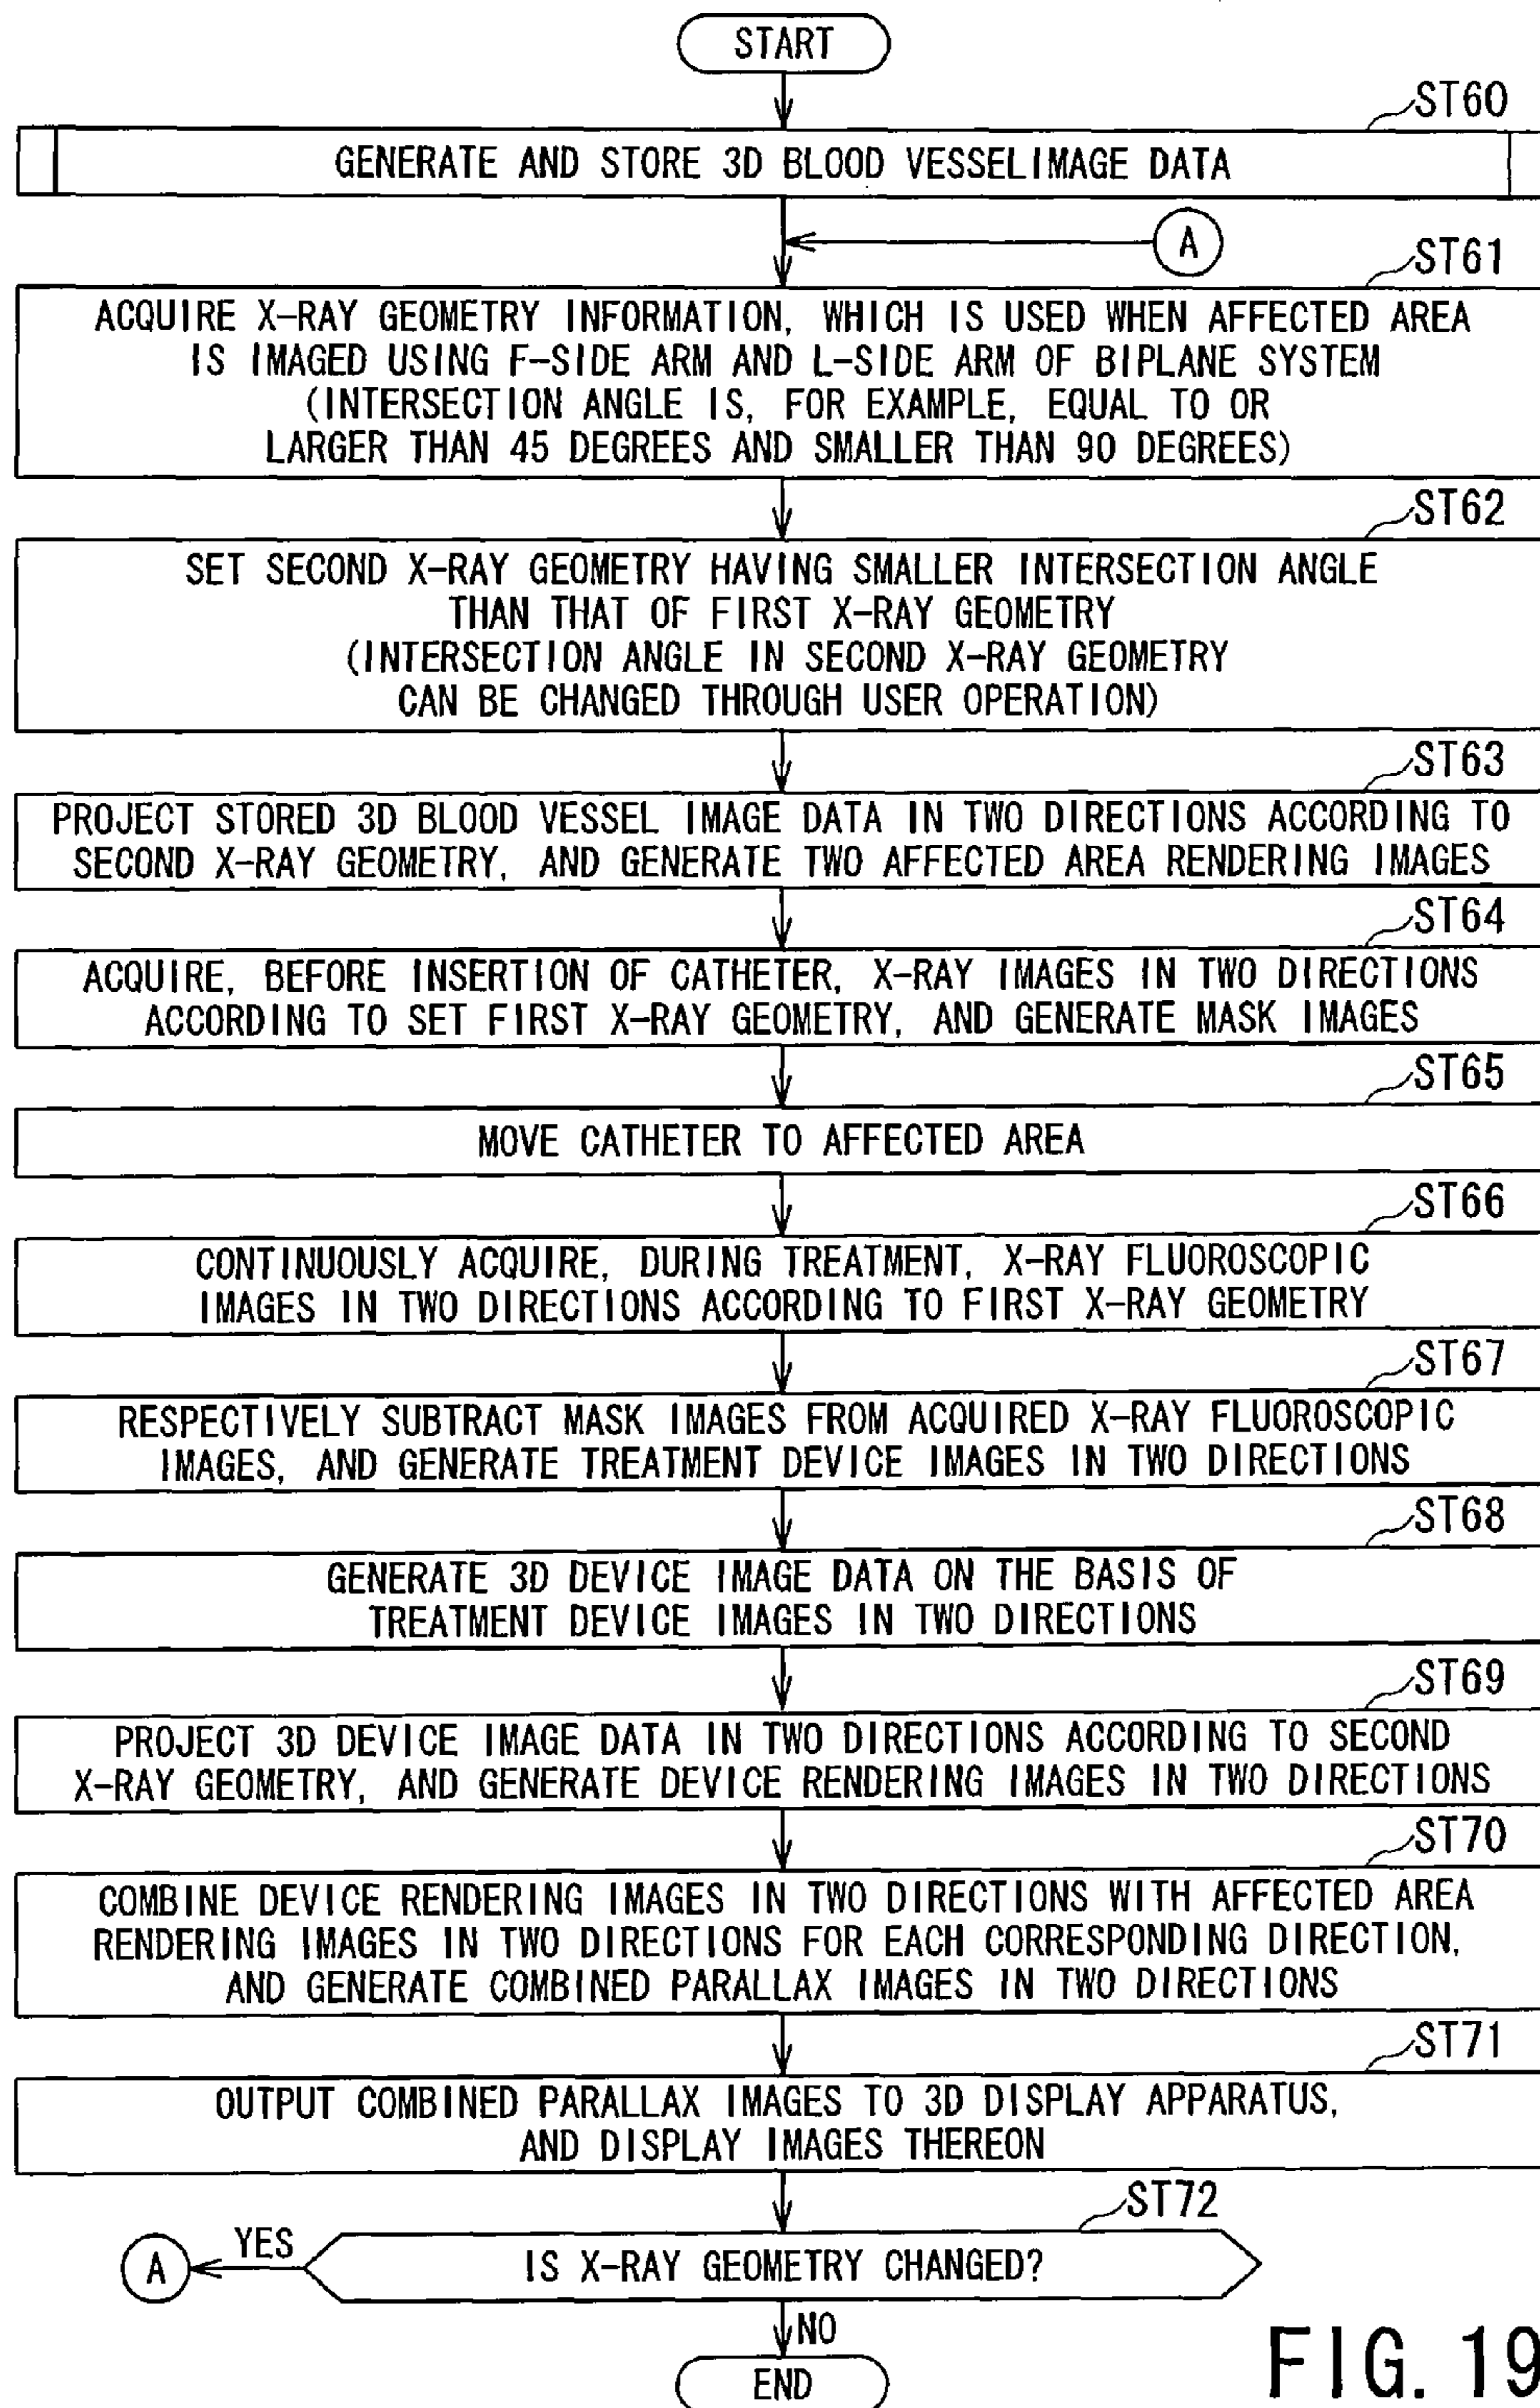 START
ST60
GENERATE AND STORE 3D BLOOD VESSELIMAGE DATA
A
ST61
ACQUIRE X-RAY GEOMETRY INFORMATION, WHICH IS USED WHEN AFFECTED AREA
IS IMAGED USING F-SIDE ARM AND L-SIDE ARM OF BIPLANE SYSTEM
(INTERSECTION ANGLE IS, FOR EXAMPLE, EQUAL TO OR
LARGER THAN 45 DEGREES AND SMALLER THAN 90 DEGREES)
ST62
SET SECOND X-RAY GEOMETRY HAVING SMALLER INTERSECTION ANGLE
THAN THAT OF FIRST X-RAY GEOMETRY
(INTERSECTION ANGLE IN SECOND X-RAY GEOMETRY
CAN BE CHANGED THROUGH USER OPERATION)
ST63
PROJECT STORED 3D BLOOD VESSEL IMAGE DATA IN TWO DIRECTIONS ACCORDING TO
SECOND X-RAY GEOMETRY, AND GENERATE TWO AFFECTED AREA RENDERING IMAGES
ST64
ACQUIRE, BEFORE INSERTION OF CATHETER, X-RAY IMAGES IN TWO DIRECTIONS
ACCORDING TO SET FIRST X-RAY GEOMETRY, AND GENERATE MASK IMAGES
ST65
MOVE CATHETER TO AFFECTED AREA
ST66
CONTINUOUSLY ACQUIRE, DURING TREATMENT, X-RAY FLUOROSCOPIC
IMAGES IN TWO DIRECTIONS ACCORDING TO FIRST X-RAY GEOMETRY
ST67
RESPECTIVELY SUBTRACT MASK IMAGES FROM ACQUIRED X-RAY FLUOROSCOPIC
IMAGES, AND GENERATE TREATMENT DEVICE IMAGES IN TWO DIRECTIONS
ST68
GENERATE 3D DEVICE IMAGE DATA ON THE BASIS OF
TREATMENT DEVICE IMAGES IN TWO DIRECTIONS
ST69
PROJECT 3D DEVICE IMAGE DATA IN TWO DIRECTIONS ACCORDING TO SECOND
X-RAY GEOMETRY, AND GENERATE DEVICE RENDERING IMAGES IN TWO DIRECTIONS
ST70
COMBINE DEVICE RENDERING IMAGES IN TWO DIRECTIONS WITH AFFECTED AREA
RENDERING IMAGES IN TWO DIRECTIONS FOR EACH CORRESPONDING DIRECTION,
AND GENERATE COMBINED PARALLAX IMAGES IN TWO DIRECTIONS
ST71
OUTPUT COMBINED PARALLAX IMAGES TO 3D DISPLAY APPARATUS,
AND DISPLAY IMAGES THEREON
ST72
A
YES
IS X-RAY GEOMETRY CHANGED?
NO
END
FIG. 19